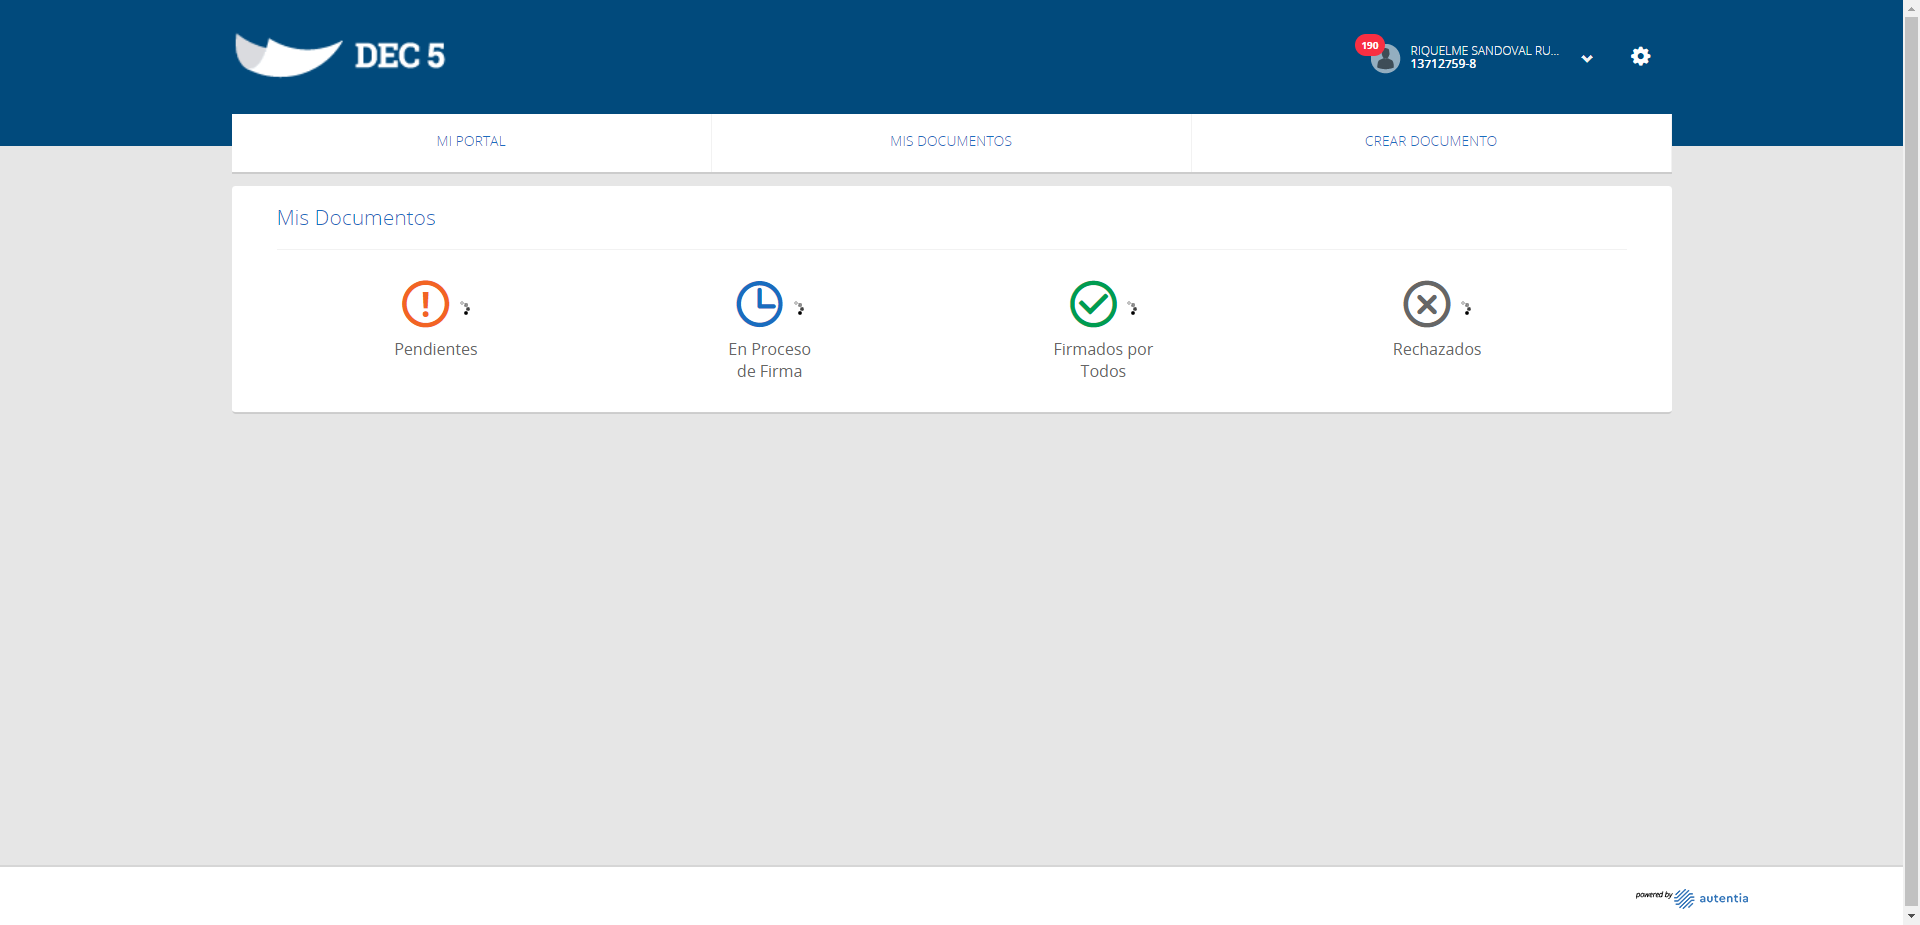 DEC 5
190
RIQUELME SANDOVAL RU...
13712759-8
MI PORTAL
MIS DOCUMENTOS
CREAR DOCUMENTO
Mis Documentos
Pendientes
En Proceso
de Firma
Firmados por
Todos
Rechazados
powered by autentia